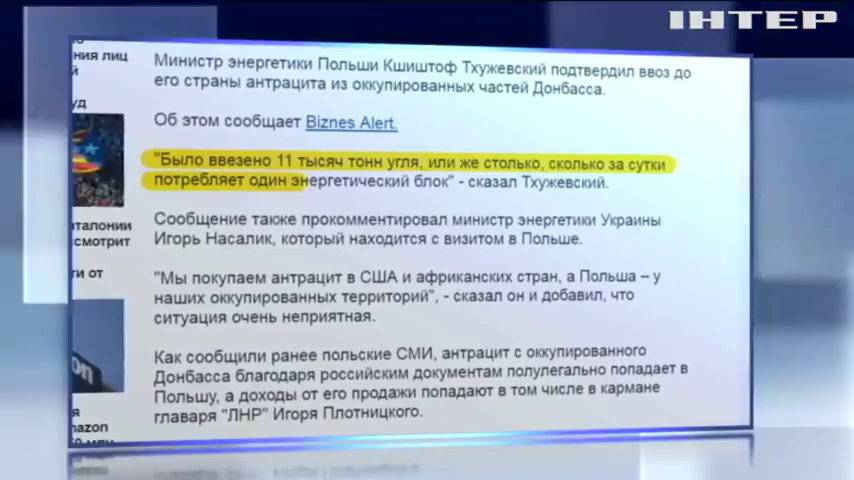 ІНТЕР
ния лиц
й
уд
аталонии
смотрит
ти от
on
я
mazon
Министр энергетики Польши Кшиштоф Тхужевский подтвердил ввоз до
его страны антрацита из оккупированных частей Донбасса.
Об этом сообщает Biznes Alert.
"Было ввезено 11 тысяч тонн угля, или же столько, сколько за сутки
потребляет один энергетический блок" - сказал Тхужевский.
Сообщение также прокомментировал министр энергетики Украины
Игорь Насалик, который находится с визитом в Польше.
"Мы покупаем антрацит в США и африканских стран, а Польша – у
наших оккупированных территорий", - сказал он и добавил, что
ситуация очень неприятная.
Как сообщили ранее польские СМИ, антрацит с оккупированного
Донбасса благодаря российским документам полулегально попадает в
Польшу, а доходы от его продажи попадают в том числе в кармане
главаря "ЛНР" Игоря Плотницкого.